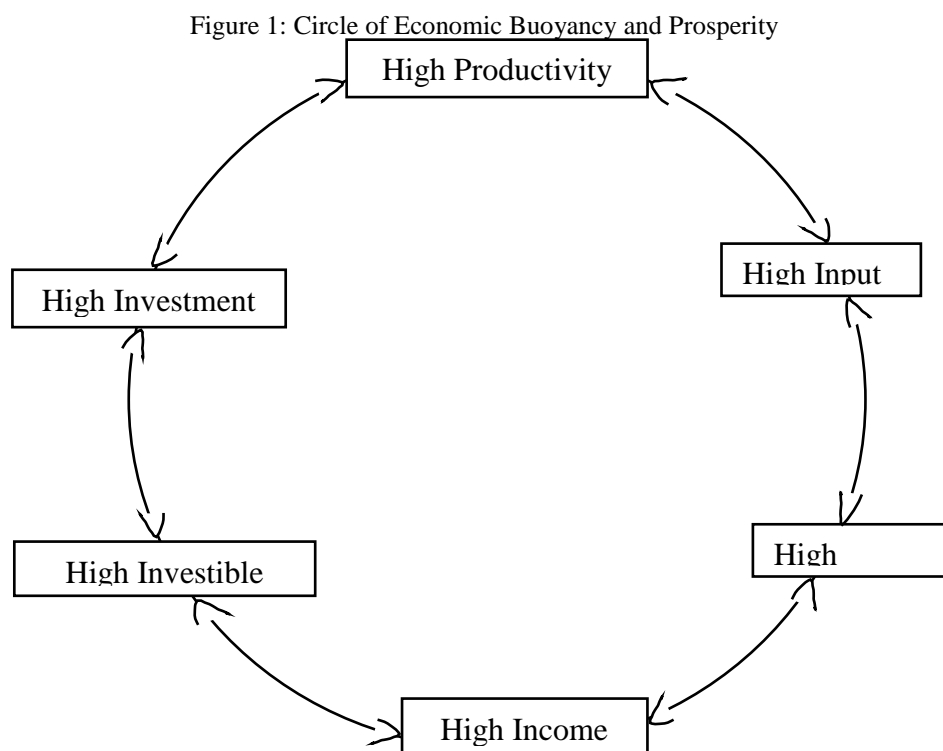 Figure 1: Circle of Economic Buoyancy and Prosperity
High Productivity
High Investment
High Input
High Investible
High
High Income